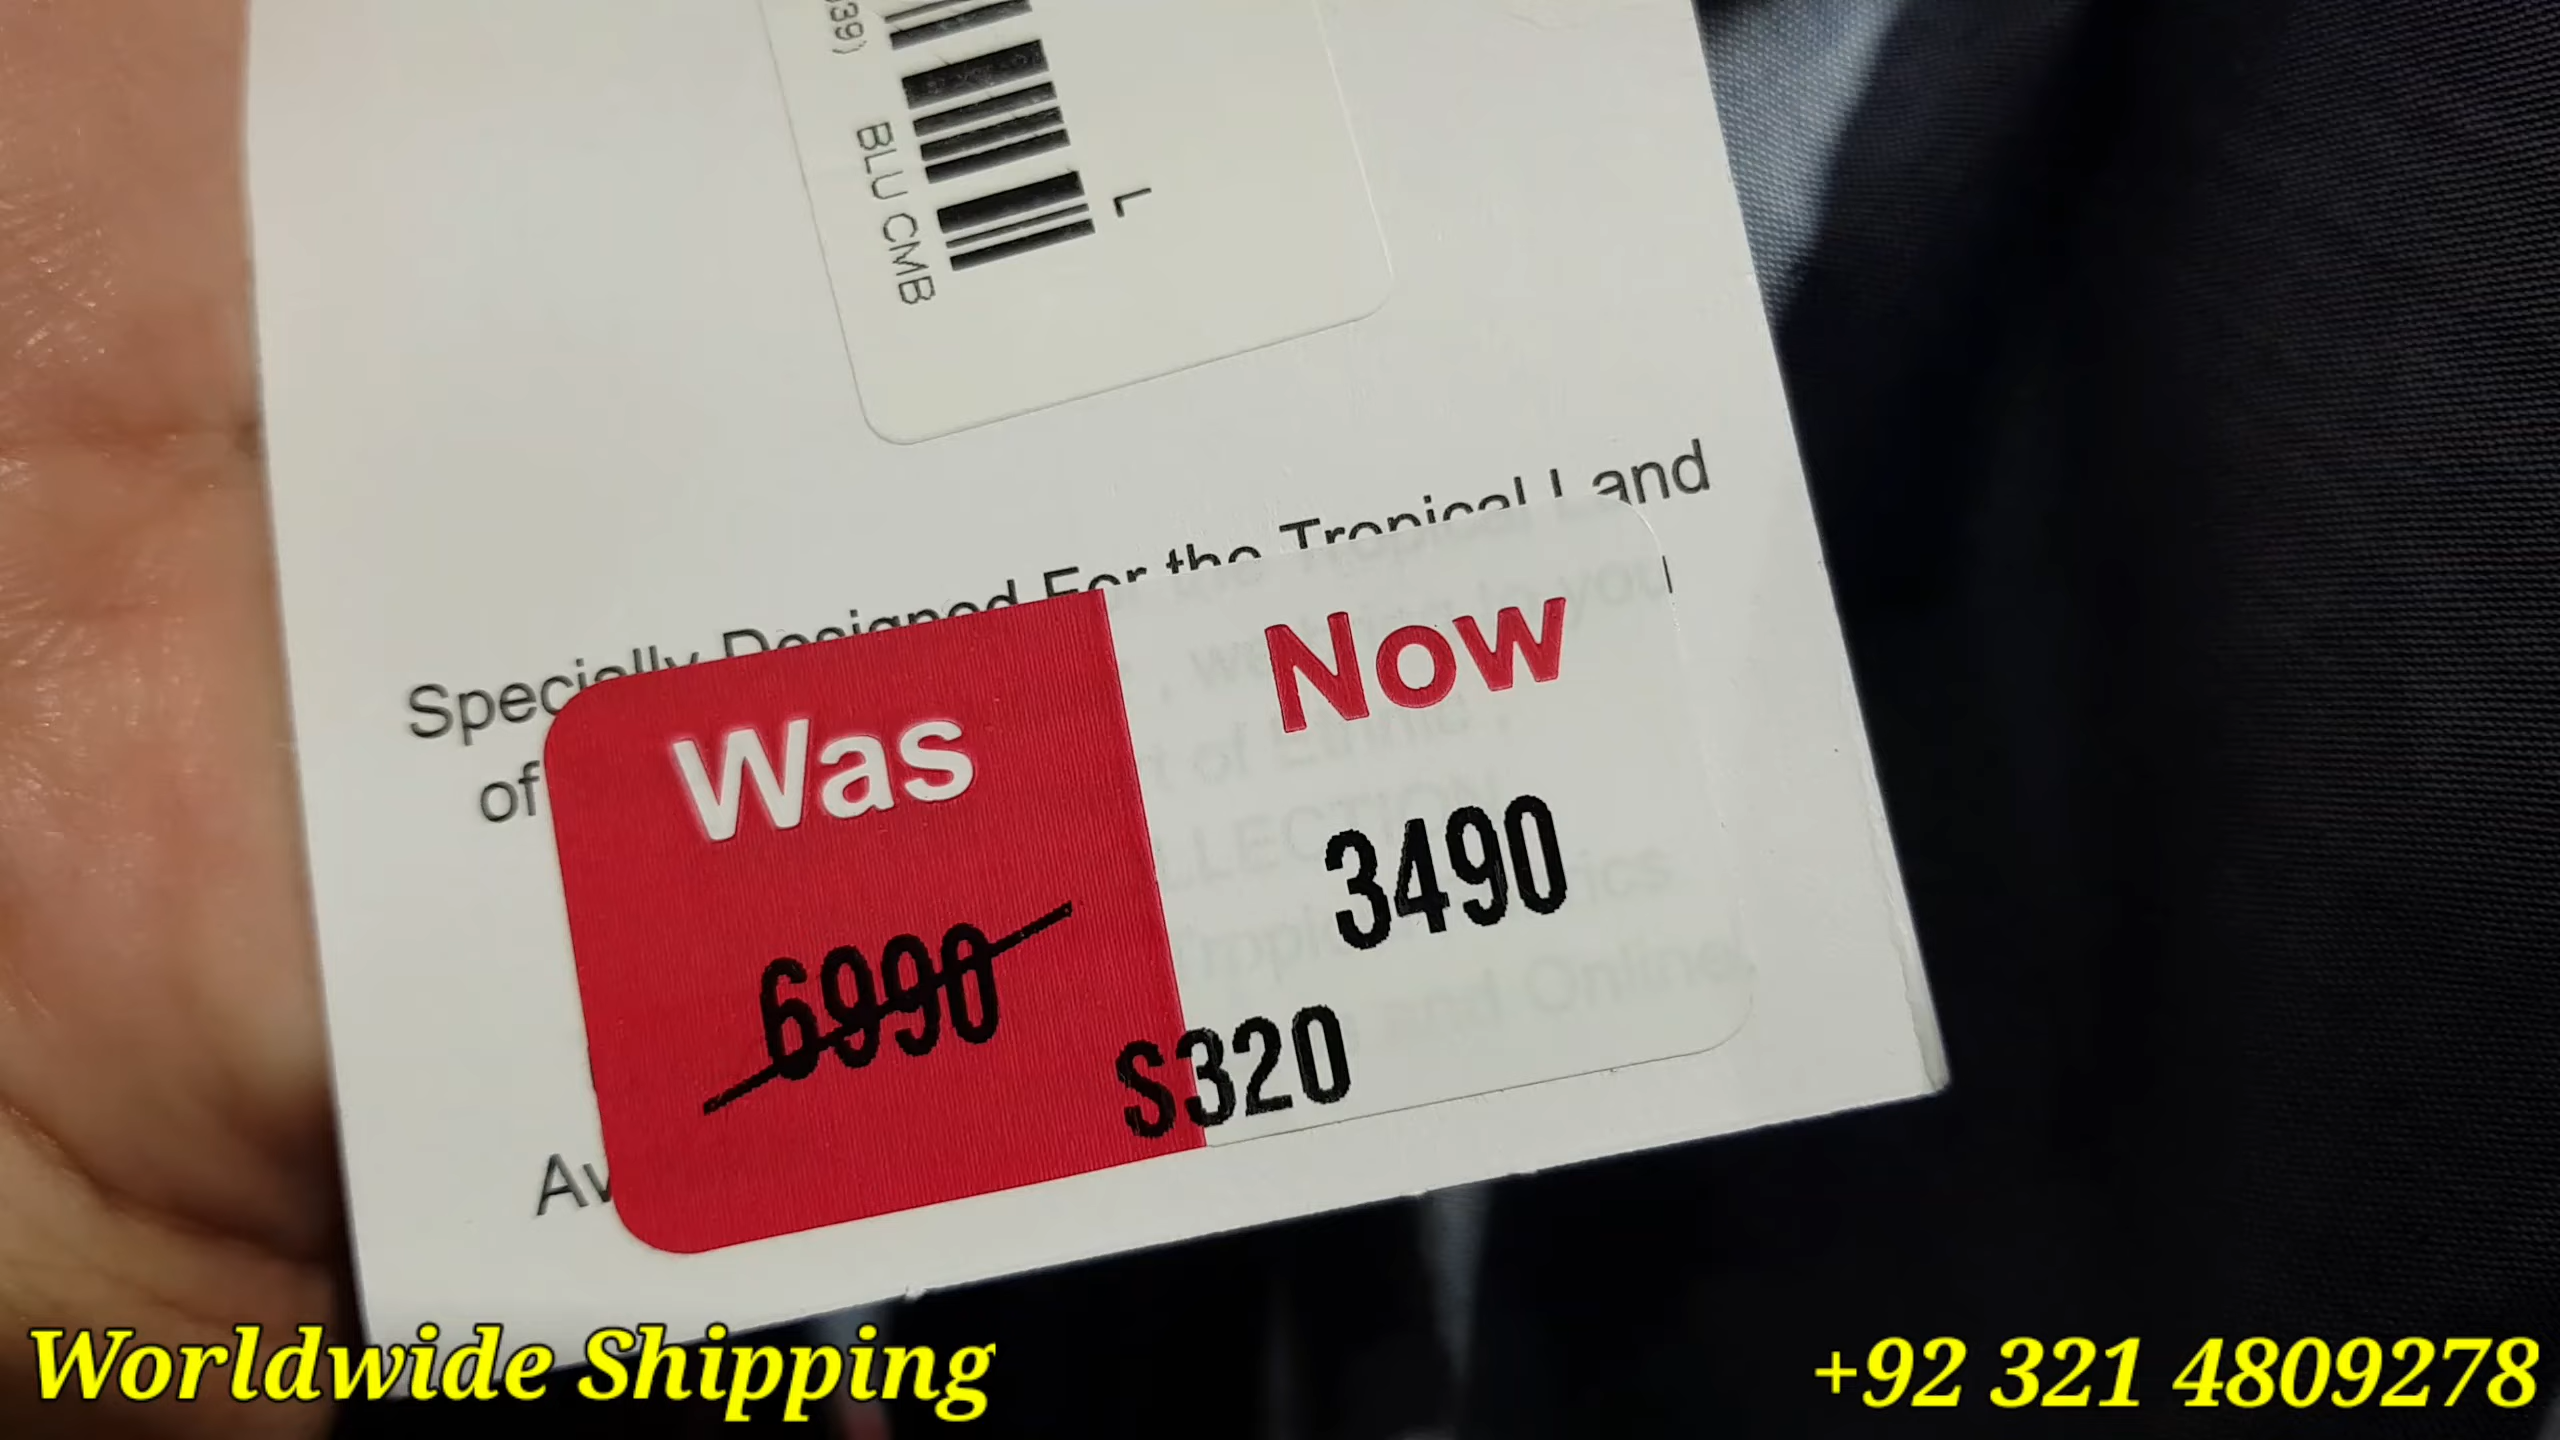 39)
BLU CMB
L
Specially Designed For the Tropical Land
of
Was
Now
6990
3490
S320
Worldwide Shipping
+92 321 4809278